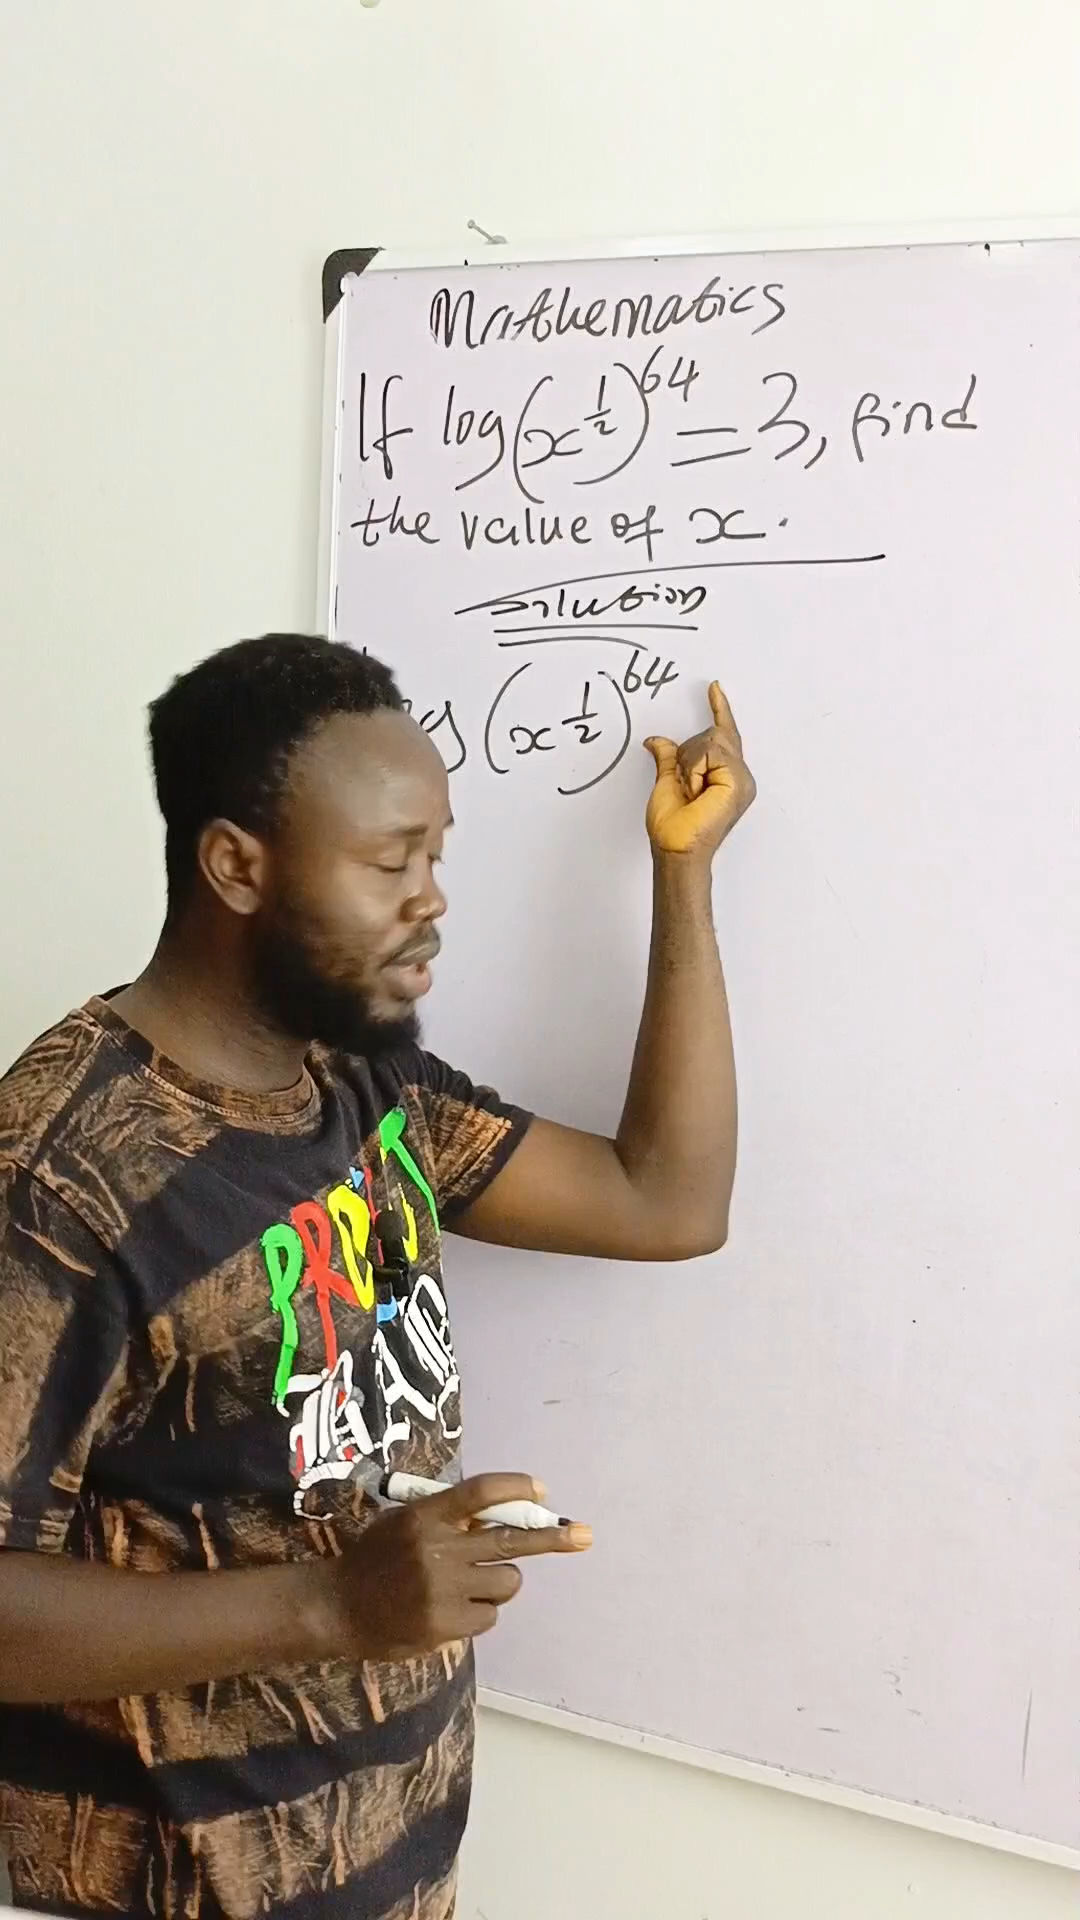 Mathematics
If log(x^1/2)^64 = 3, find
the value of x.
Solution
(x^1/2)^64